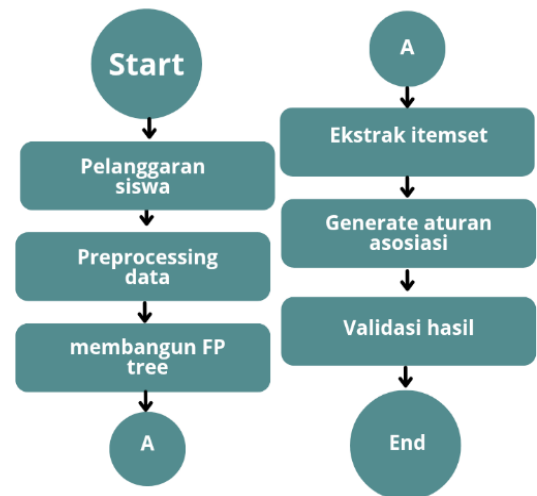 Start
Pelanggaran
siswa
Preprocessing
data
membangun FP
tree
A
A
Ekstrak itemset
Generate aturan
asosiasi
Validasi hasil
End